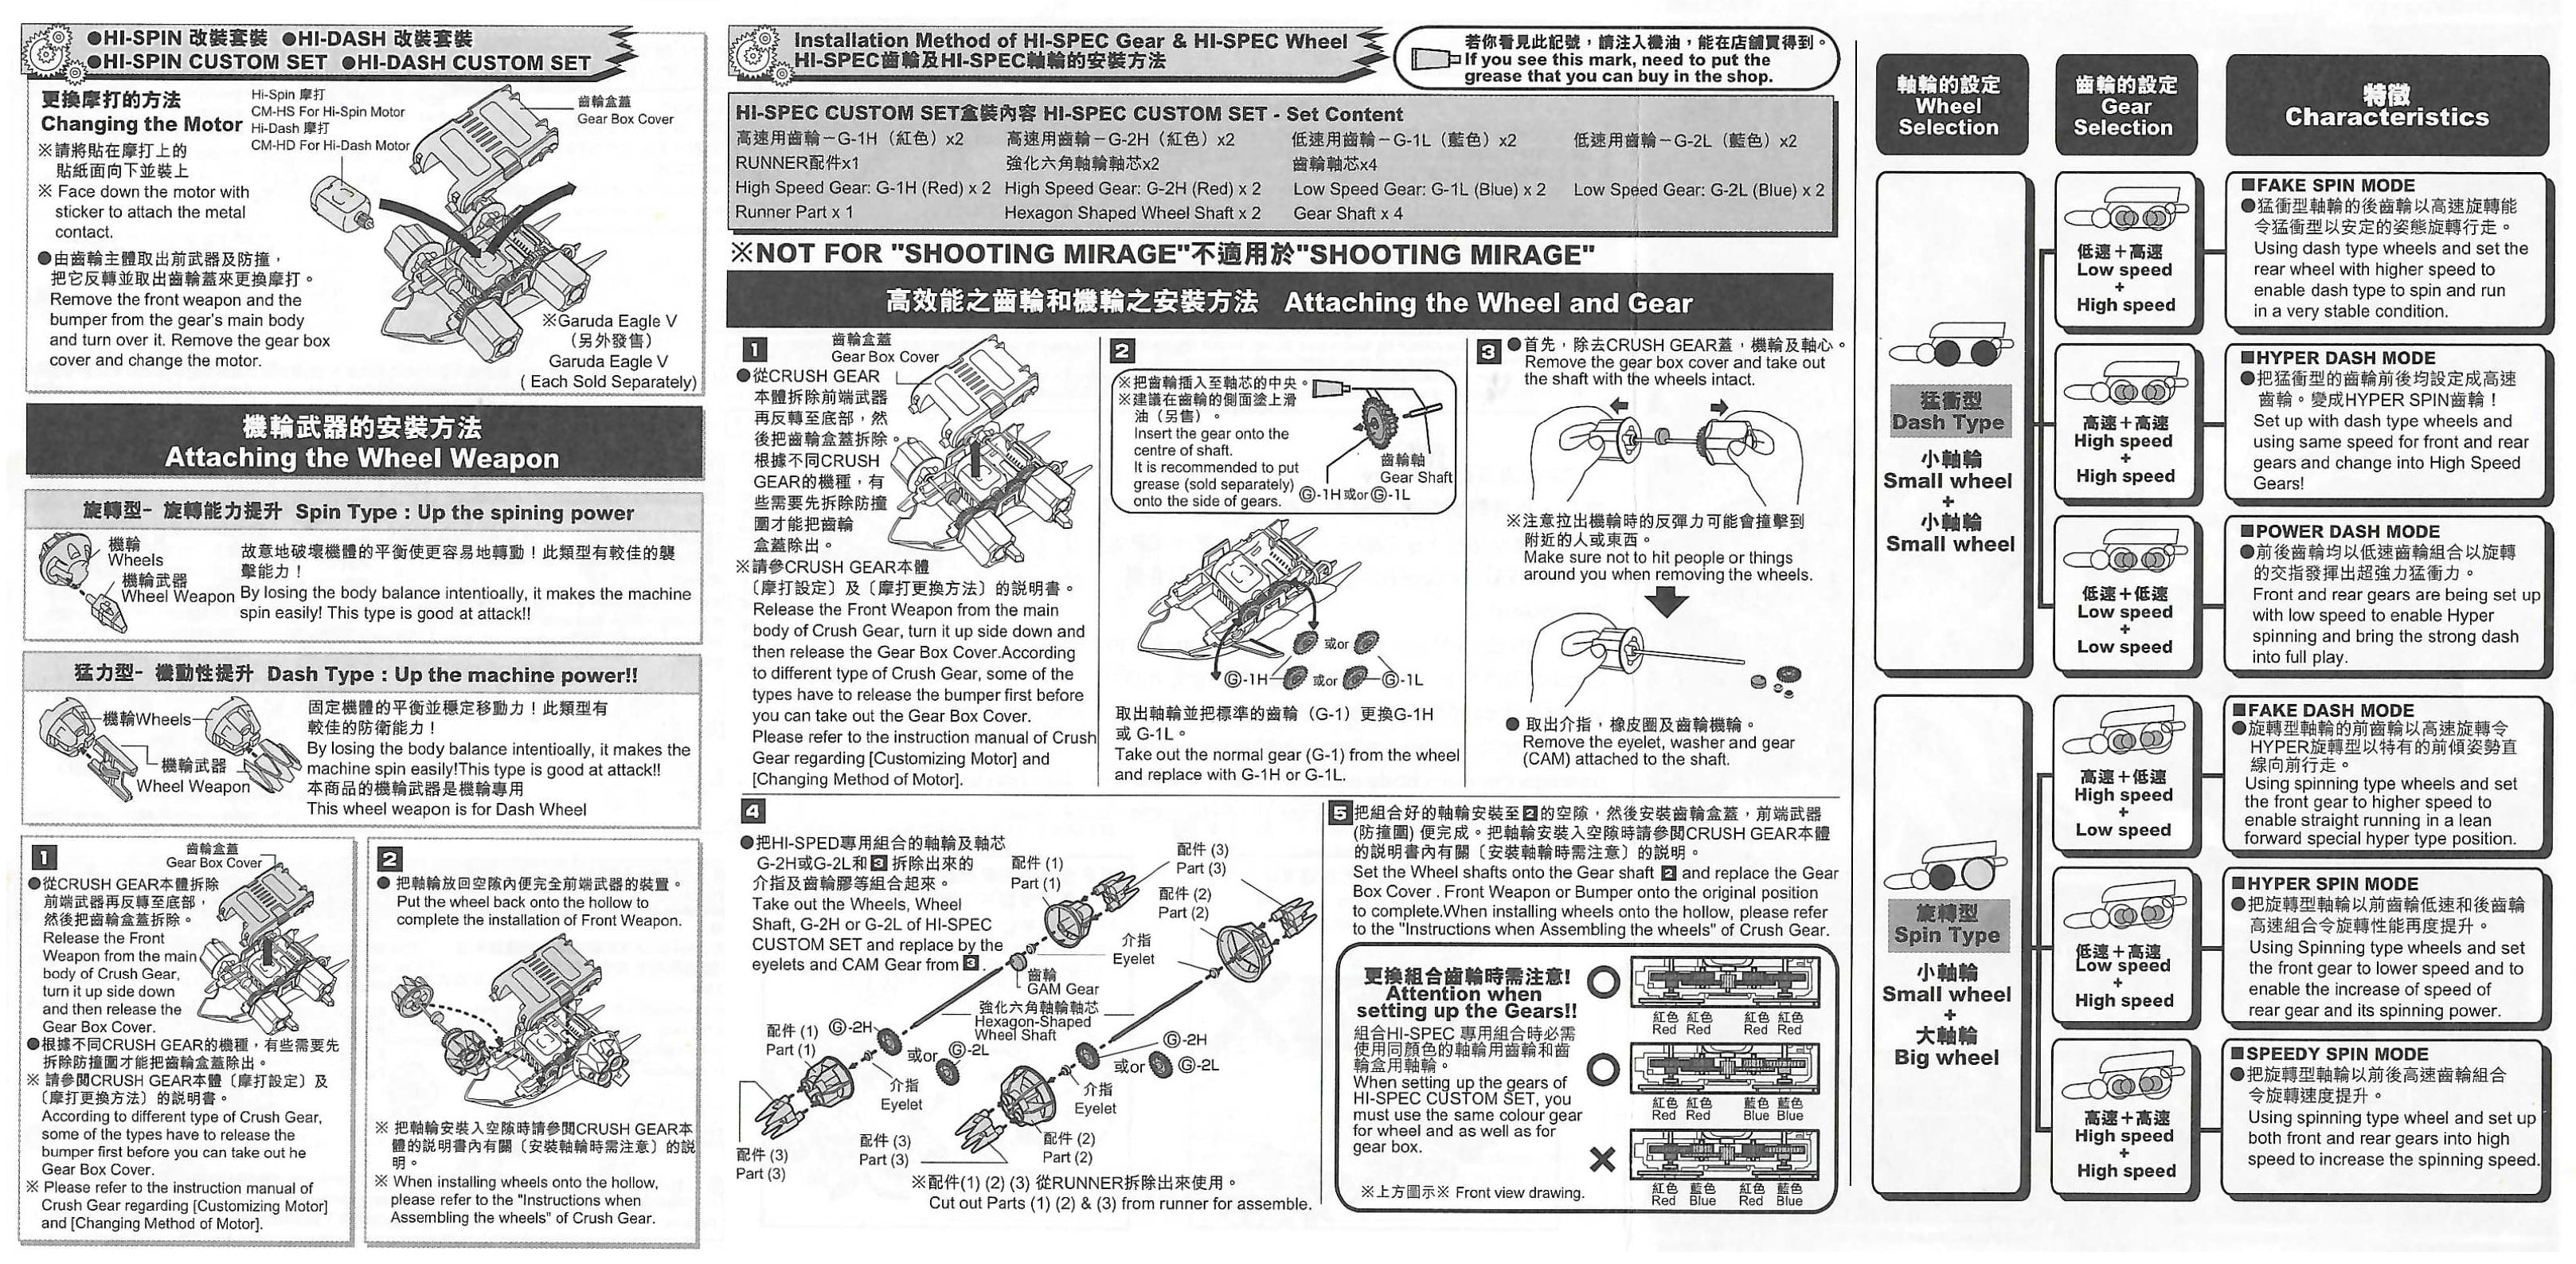 ●HI-SPIN 改裝套裝 ●HI-DASH 改裝套裝
●HI-SPIN CUSTOM SET ●HI-DASH CUSTOM SET
更換摩打的方法
Changing the Motor
Hi-Spin 摩打
CM-HS For Hi-Spin Motor
Hi-Dash 摩打
CM-HD For Hi-Dash Motor
齒輪盒蓋
Gear Box Cover
※請將貼在摩打上的
貼紙面向下並裝上
※ Face down the motor with
sticker to attach the metal
contact.
●由齒輪主體取出前武器及防撞，
把它反轉並取出齒輪蓋來更換摩打。
Remove the front weapon and the
bumper from the gear's main body
and turn over it. Remove the gear box
cover and change the motor.
※Garuda Eagle V
(另外發售)
Garuda Eagle V
( Each Sold Separately)
機輪武器的安裝方法
Attaching the Wheel Weapon
旋轉型- 旋轉能力提升 Spin Type : Up the spining power
機輪
Wheels
機輪武器
Wheel Weapon
故意地破壞機體的平衡使更容易地轉動！此類型有較佳的襲
擊能力！
By losing the body balance intentioally, it makes the machine
spin easily! This type is good at attack!!
猛力型- 機動性提升 Dash Type : Up the machine power!!
機輪Wheels
機輪武器
Wheel Weapon
固定機體的平衡並穩定移動力！此類型有
較佳的防衛能力！
By losing the body balance intentioally, it makes the
machine spin easily!This type is good at attack!!
本商品的機輪武器是機輪專用
This wheel weapon is for Dash Wheel
1
齒輪盒蓋
Gear Box Cover
●從CRUSH GEAR本體拆除
前端武器再反轉至底部，
然後把齒輪盒蓋拆除。
Release the Front
Weapon from the main
body of Crush Gear,
turn it up side down
and then release the
Gear Box Cover.
●根據不同CRUSH GEAR的機種，有些需要先
拆除防撞圍才能把齒輪盒蓋除出。
※ 請參閱CRUSH GEAR本體〔摩打設定〕及
〔摩打更換方法〕的說明書。
According to different type of Crush Gear,
some of the types have to release the
bumper first before you can take out he
Gear Box Cover.
※ Please refer to the instruction manual of
Crush Gear regarding [Customizing Motor]
and [Changing Method of Motor].
2
● 把軸輪放回空隙內便完全前端武器的裝置。
Put the wheel back onto the hollow to
complete the installation of Front Weapon.
※ 把軸輪安裝入空隙時請參閱CRUSH GEAR本
體的說明書內有關〔安裝軸輪時需注意〕的說
明。
※ When installing wheels onto the hollow,
please refer to the "Instructions when
Assembling the wheels" of Crush Gear.
Installation Method of HI-SPEC Gear & HI-SPEC Wheel
HI-SPEC齒輪及HI-SPEC軸輪的安裝方法
若你看見此記號，請注入機油，能在店舖買得到。
If you see this mark, need to put the
grease that you can buy in the shop.
HI-SPEC CUSTOM SET盒裝內容 HI-SPEC CUSTOM SET - Set Content
高速用齒輪－G-1H（紅色）x2 高速用齒輪－G-2H（紅色）x2 低速用齒輪－G-1L（藍色）x2 低速用齒輪－G-2L（藍色）x2
RUNNER配件x1 強化六角軸輪軸芯x2 齒輪軸芯x4
High Speed Gear: G-1H (Red) x 2 High Speed Gear: G-2H (Red) x 2 Low Speed Gear: G-1L (Blue) x 2 Low Speed Gear: G-2L (Blue) x 2
Runner Part x 1 Hexagon Shaped Wheel Shaft x 2 Gear Shaft x 4
※NOT FOR "SHOOTING MIRAGE"不適用於"SHOOTING MIRAGE"
高效能之齒輪和機輪之安裝方法 Attaching the Wheel and Gear
1
齒輪盒蓋
Gear Box Cover
●從CRUSH GEAR
本體拆除前端武器
再反轉至底部，然
後把齒輪盒蓋拆除。
根據不同CRUSH
GEAR的機種，有
些需要先拆除防撞
圍才能把齒輪
盒蓋除出。
※請參CRUSH GEAR本體
〔摩打設定〕及〔摩打更換方法〕的說明書。
Release the Front Weapon from the main
body of Crush Gear, turn it up side down and
then release the Gear Box Cover.According
to different type of Crush Gear, some of the
types have to release the bumper first before
you can take out the Gear Box Cover.
Please refer to the instruction manual of Crush
Gear regarding [Customizing Motor] and
[Changing Method of Motor].
2
※把齒輪插入至軸芯的中央。
※建議在齒輪的側面塗上滑
油（另售）。
Insert the gear onto the
centre of shaft.
It is recommended to put
grease (sold separately)
onto the side of gears.
齒輪軸
Gear Shaft
Ⓖ-1H 或or Ⓖ-1L
或or
Ⓖ-1H 或or Ⓖ-1L
取出軸輪並把標準的齒輪（G-1）更換G-1H
或 G-1L。
Take out the normal gear (G-1) from the wheel
and replace with G-1H or G-1L.
3
●首先，除去CRUSH GEAR蓋，機輪及軸心。
Remove the gear box cover and take out
the shaft with the wheels intact.
※注意拉出機輪時的反彈力可能會撞擊到
附近的人或東西。
Make sure not to hit people or things
around you when removing the wheels.
● 取出介指，橡皮圈及齒輪機輪。
Remove the eyelet, washer and gear
(CAM) attached to the shaft.
4
●把HI-SPED專用組合的軸輪及軸芯
G-2H或G-2L和 3 拆除出來的
介指及齒輪膠等組合起來。
Take out the Wheels, Wheel
Shaft, G-2H or G-2L of HI-SPEC
CUSTOM SET and replace by the
eyelets and CAM Gear from 3 .
配件 (1)
Part (1)
配件 (3)
Part (3)
配件 (2)
Part (2)
介指
Eyelet
齒輪
GAM Gear
強化六角軸輪軸芯
Hexagon-Shaped
Wheel Shaft
配件 (1)
Part (1)
Ⓖ-2H
或or
Ⓖ-2L
介指
Eyelet
Ⓖ-2H
或or Ⓖ-2L
介指
Eyelet
配件 (3)
Part (3)
配件 (3)
Part (3)
配件 (2)
Part (2)
※配件(1) (2) (3) 從RUNNER拆除出來使用。
Cut out Parts (1) (2) & (3) from runner for assemble.
5 把組合好的軸輪安裝至 2 的空隙，然後安裝齒輪盒蓋，前端武器
(防撞圍) 便完成。把軸輪安裝入空隙時請參閱CRUSH GEAR本體
的說明書內有關〔安裝軸輪時需注意〕的說明。
Set the Wheel shafts onto the Gear shaft 2 and replace the Gear
Box Cover . Front Weapon or Bumper onto the original position
to complete.When installing wheels onto the hollow, please refer
to the "Instructions when Assembling the wheels" of Crush Gear.
更換組合齒輪時需注意!
Attention when
setting up the Gears!!
組合HI-SPEC 專用組合時必需
使用同顏色的軸輪用齒輪和齒
輪盒用軸輪。
When setting up the gears of
HI-SPEC CUSTOM SET, you
must use the same colour gear
for wheel and as well as for
gear box.
※上方圖示※ Front view drawing.
紅色 紅色 紅色 紅色
Red Red Red Red
紅色 紅色 藍色 藍色
Red Red Blue Blue
紅色 藍色 紅色 藍色
Red Blue Red Blue
軸輪的設定
Wheel
Selection
齒輪的設定
Gear
Selection
特徵
Characteristics
猛衝型
Dash Type
小軸輪
Small wheel
+
小軸輪
Small wheel
低速＋高速
Low speed
+
High speed
■FAKE SPIN MODE
●猛衝型軸輪的後齒輪以高速旋轉能
令猛衝型以安定的姿態旋轉行走。
Using dash type wheels and set the
rear wheel with higher speed to
enable dash type to spin and run
in a very stable condition.
高速＋高速
High speed
+
High speed
■HYPER DASH MODE
●把猛衝型的齒輪前後均設定成高速
齒輪。變成HYPER SPIN齒輪！
Set up with dash type wheels and
using same speed for front and rear
gears and change into High Speed
Gears!
低速＋低速
Low speed
+
Low speed
■POWER DASH MODE
●前後齒輪均以低速齒輪組合以旋轉
的交指發揮出超強力猛衝力。
Front and rear gears are being set up
with low speed to enable Hyper
spinning and bring the strong dash
into full play.
旋轉型
Spin Type
小軸輪
Small wheel
+
大軸輪
Big wheel
高速＋低速
High speed
+
Low speed
■FAKE DASH MODE
●旋轉型軸輪的前齒輪以高速旋轉令
HYPER旋轉型以特有的前傾姿勢直
線向前行走。
Using spinning type wheels and set
the front gear to higher speed to
enable straight running in a lean
forward special hyper type position.
低速＋高速
Low speed
+
High speed
■HYPER SPIN MODE
●把旋轉型軸輪以前齒輪低速和後齒輪
高速組合令旋轉性能再度提升。
Using Spinning type wheels and set
the front gear to lower speed and to
enable the increase of speed of
rear gear and its spinning power.
高速＋高速
High speed
+
High speed
■SPEEDY SPIN MODE
●把旋轉型軸輪以前後高速齒輪組合
令旋轉速度提升。
Using spinning type wheel and set up
both front and rear gears into high
speed to increase the spinning speed.